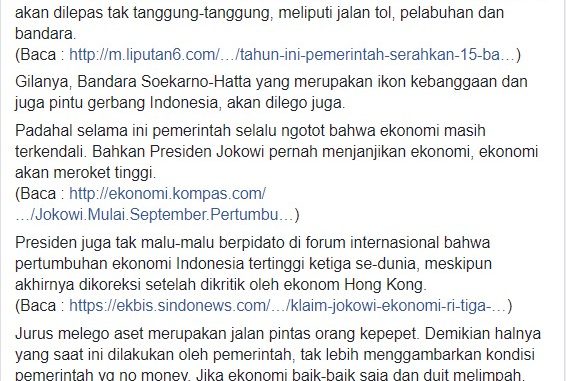 akan dilepas tak tanggung-tanggung, meliputi jalan tol, pelabuhan dan
bandara.
(Baca : http://m.liputan6.com/…/tahun-ini-pemerintah-serahkan-15-ba…)
Gilanya, Bandara Soekarno-Hatta yang merupakan ikon kebanggaan dan
juga pintu gerbang Indonesia, akan dilego juga.
Padahal selama ini pemerintah selalu ngotot bahwa ekonomi masih
terkendali. Bahkan Presiden Jokowi pernah menjanjikan ekonomi, ekonomi
akan meroket tinggi.
(Baca : http://ekonomi.kompas.com/
…/Jokowi.Mulai.September.Pertumbu…)
Presiden juga tak malu-malu berpidato di forum internasional bahwa
pertumbuhan ekonomi Indonesia tertinggi ketiga se-dunia, meskipun
akhirnya dikoreksi setelah dikritik oleh ekonom Hong Kong.
(Baca : https://ekbis.sindonews.com/…/klaim-jokowi-ekonomi-ri-tiga-…)
Jurus melego aset merupakan jalan pintas orang kepepet. Demikian halnya
yang saat ini dilakukan oleh pemerintah, tak lebih menggambarkan kondisi
pemerintah yg no money. Jika ekonomi baik-baik saja dan duit melimpah,